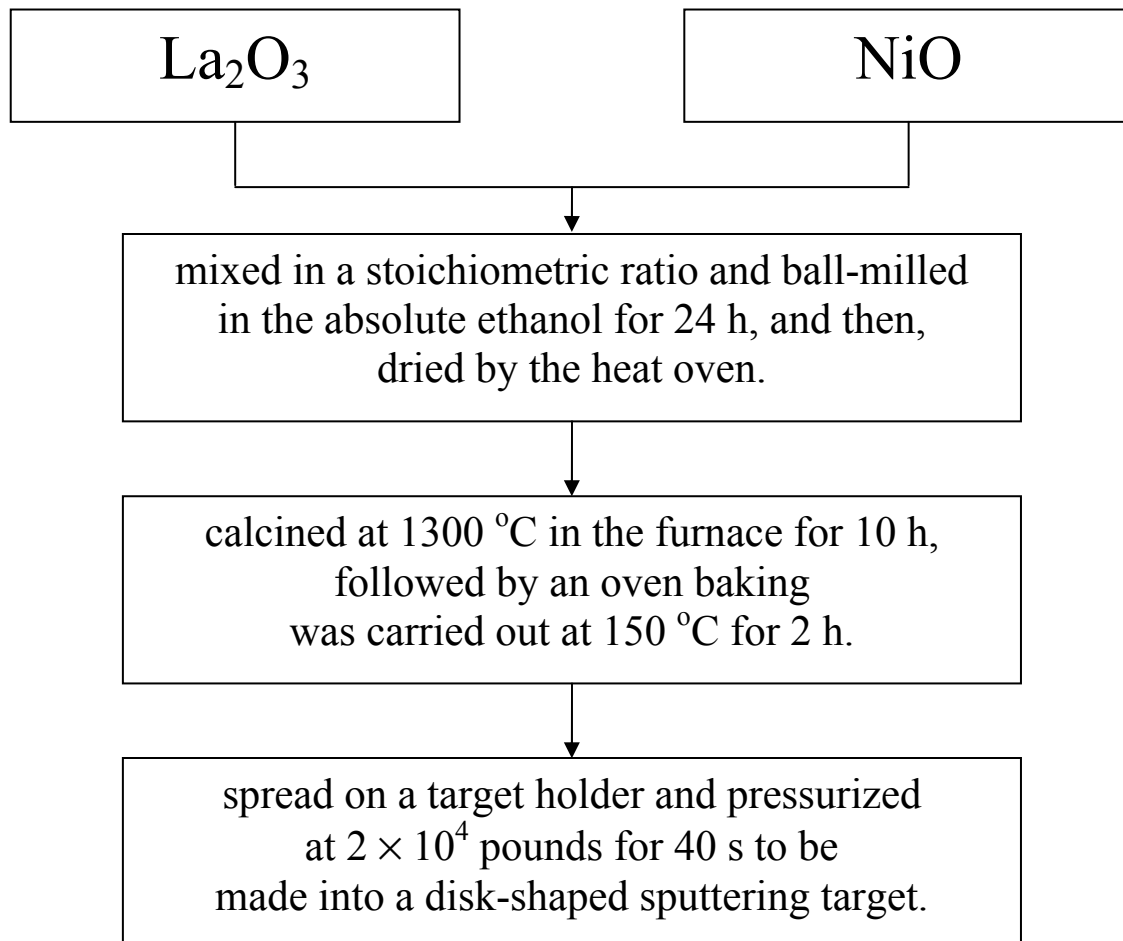 La₂O₃
NiO
mixed in a stoichiometric ratio and ball-milled
in the absolute ethanol for 24 h, and then,
dried by the heat oven.
calcined at 1300 °C in the furnace for 10 h,
followed by an oven baking
was carried out at 150 °C for 2 h.
spread on a target holder and pressurized
at 2 × 10⁴ pounds for 40 s to be
made into a disk-shaped sputtering target.